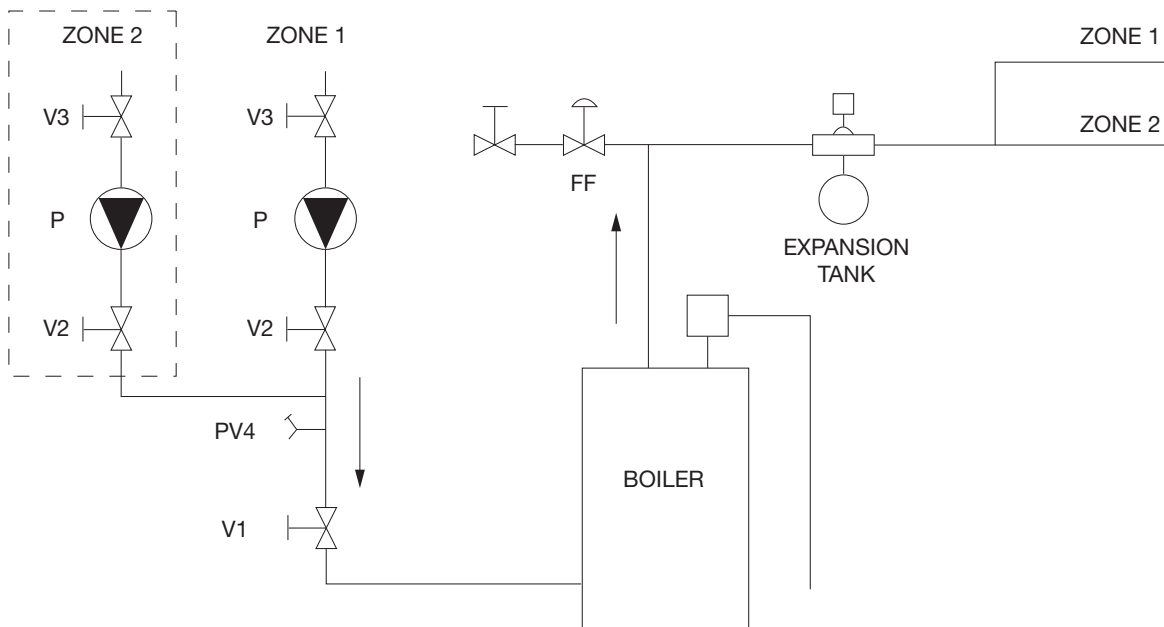 ZONE 2
ZONE 1
ZONE 1
V3
V3
ZONE 2
FF
P
P
EXPANSION
TANK
V2
V2
PV4
BOILER
V1